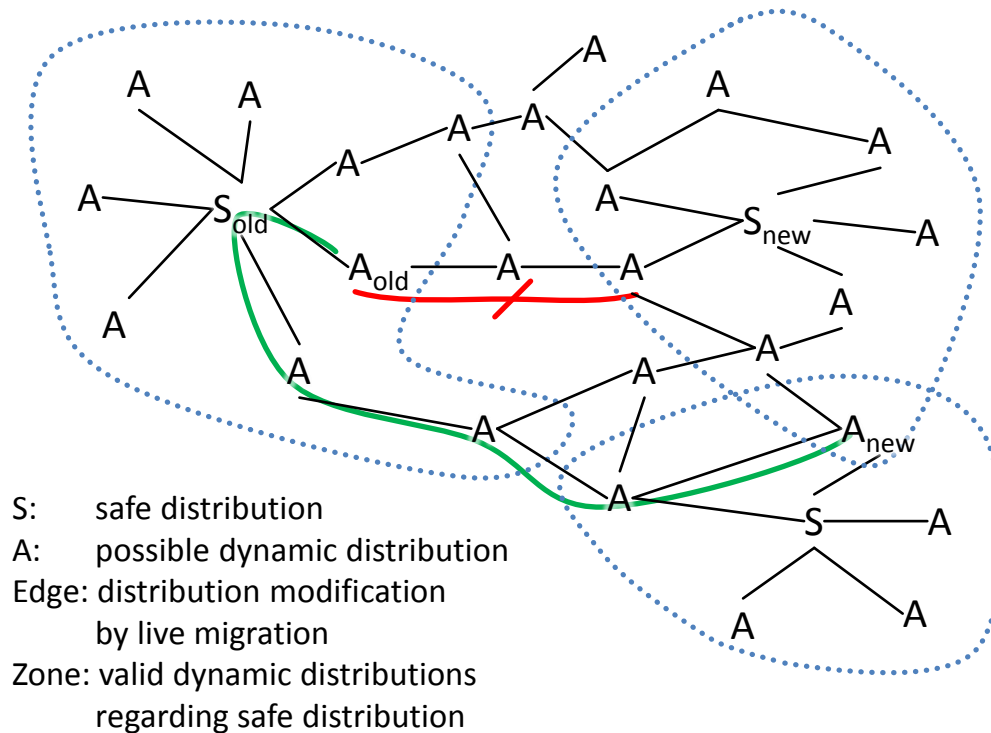 A
A
A
A
A
A
A
A
A
A
S_old
A
S_new
A
A_old
A
A
A
A
A
A
A
A
A_new
A
S
A
A
A
S: safe distribution
A: possible dynamic distribution
Edge: distribution modification
by live migration
Zone: valid dynamic distributions
regarding safe distribution